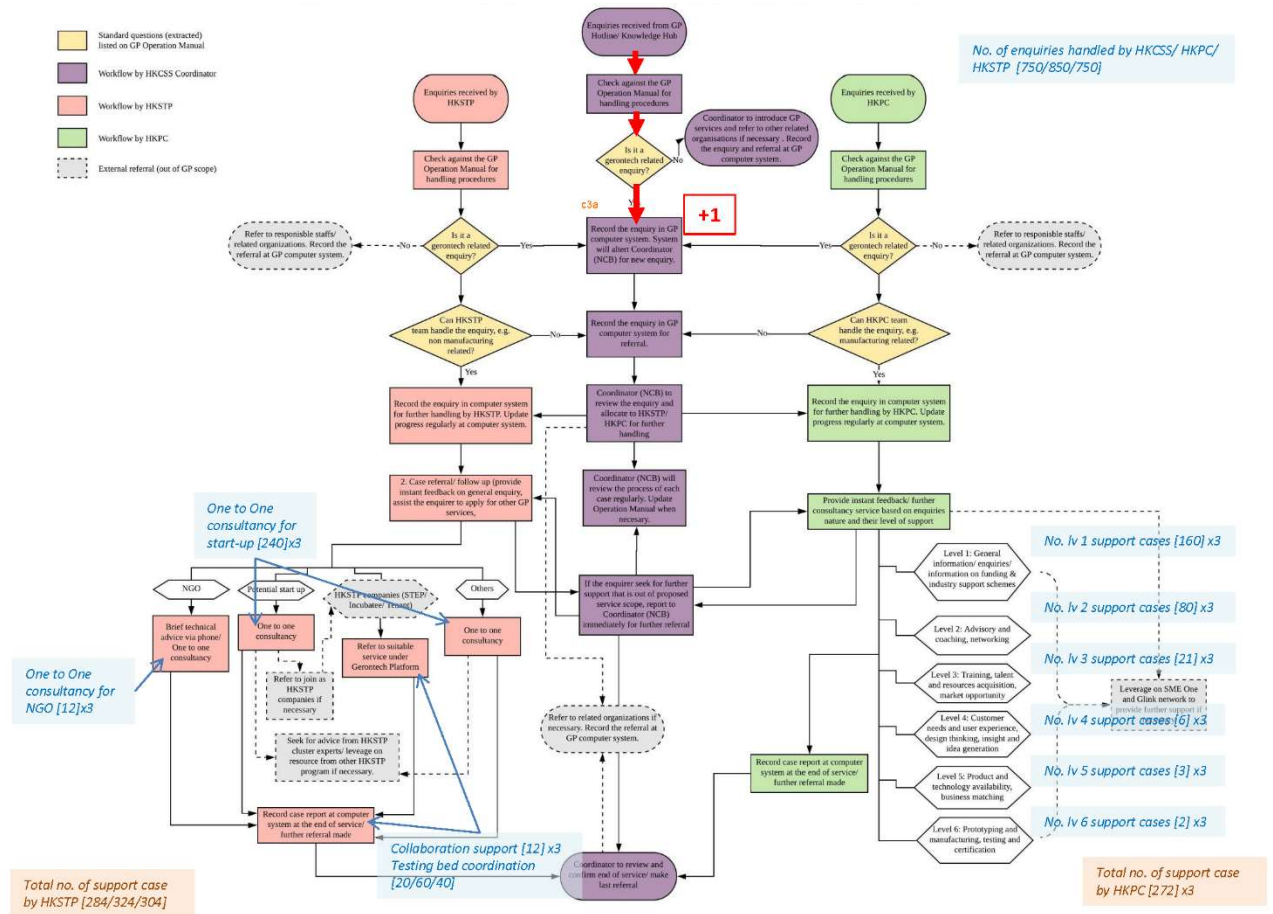 Standard questions (extracted)
listed on GP Operation Manual
Workflow by HKCSS Coordinator
Workflow by HKSTP
Workflow by HKPC
External referral (out of GP scope)
Enquiries received from GP
Hotline/ Knowledge Hub
No. of enquiries handled by HKCSS/ HKPC/
HKSTP [750/850/750]
Enquiries received by
HKSTP
Check against the GP
Operation Manual for
handling procedures
Enquiries received by
HKPC
Coordinator to introduce GP
services and refer to other related
organisations if necessary . Record
the enquiry and referral at GP
computer system.
Is it a
gerontech related
enquiry?
No
Check against the GP
Operation Manual for
handling procedures
Check against the GP
Operation Manual for
handling procedures
c3a
+1
Refer to responisble staffs/
related organizations. Record the
referral at GP computer system.
No
Is it a
gerontech related
enquiry?
Yes
Record the enquiry in GP
computer system. System
will altert Coordinator
(NCB) for new enquiry.
Yes
Is it a
gerontech related
enquiry?
No
Refer to responsible staffs/
related organizations. Record the
referral at GP computer system.
Can HKSTP
team handle the enquiry, e.g.
non manufacturing
related?
No
Record the enquiry in GP
computer system for
referral.
No
Can HKPC team
handle the enquiry, e.g.
manufacturing related?
Yes
Yes
Record the enquiry in computer system
for further handling by HKSTP. Update
progress regularly at computer system.
Coordinator (NCB) to
review the enquiry and
allocate to HKSTP/
HKPC for further
handling
Record the enquiry in computer system
for further handling by HKPC. Update
progress regularly at computer system.
2. Case referral/ follow up (provide
instant feedback on general enquiry,
assist the enquirer to apply for other GP
services,
Coordinator (NCB) will
review the process of each
case regularly. Update
Operation Manual when
necesary.
Provide instant feedback/ further
consultancy service based on enquiries
nature and their level of support
One to One
consultancy for
start-up [240]x3
No. lv 1 support cases [160] x3
Level 1: General
information/ enquiries/
information on funding &
industry support schemes
NGO
Potential start up
HKSTP companies (STEP/
Incubatee/ Tenant)
Others
If the enquirer seek for further
support that is out of proposed
service scope, report to
Coordinator (NCB)
immediately for further referral
No. lv 2 support cases [80] x3
Brief technical
advice via phone/
One to one
consultancy
One to one
consultancy
Refer to suitable
service under
Gerontech Platform
One to one
consultancy
Level 2: Advisory and
coaching, networking
One to One
consultancy for
NGO [12]x3
Refer to join as
HKSTP
companies if
necessary
No. lv 3 support cases [21] x3
Level 3: Training, talent
and resources acquisition,
market opportunity
Leverage on SME One
and Glink network to
provide further support if
Refer to related organizations if
necessary. Record the referral at
GP computer system.
No. lv 4 support cases [6] x3
Level 4: Customer
needs and user experience,
design thinking, insight and
idea generation
Seek for advice from HKSTP
cluster experts/ leverage on
resource from other HKSTP
program if necessary.
Record case report at computer
system at the end of service/
further referral made
No. lv 5 support cases [3] x3
Level 5: Product and
technology availability,
business matching
Record case report at computer
system at the end of service/
further referral made
No. lv 6 support cases [2] x3
Level 6: Prototyping and
manufacturing, testing and
certification
Collaboration support [12] x3
Testing bed coordination
[20/60/40]
Coordinator to review and
confirm end of service/ make
last referral
Total no. of support case
by HKSTP [284/324/304]
Total no. of support case
by HKPC [272] x3